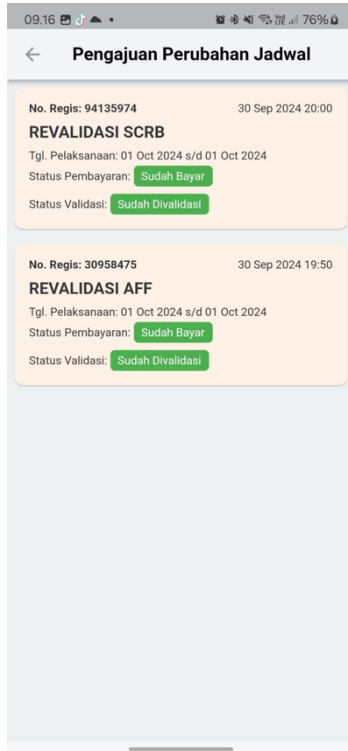 09.16 76%
Pengajuan Perubahan Jadwal
No. Regis: 94135974 30 Sep 2024 20:00
REVALIDASI SCRB
Tgl. Pelaksanaan: 01 Oct 2024 s/d 01 Oct 2024
Status Pembayaran: Sudah Bayar
Status Validasi: Sudah Divalidasi
No. Regis: 30958475 30 Sep 2024 19:50
REVALIDASI AFF
Tgl. Pelaksanaan: 01 Oct 2024 s/d 01 Oct 2024
Status Pembayaran: Sudah Bayar
Status Validasi: Sudah Divalidasi